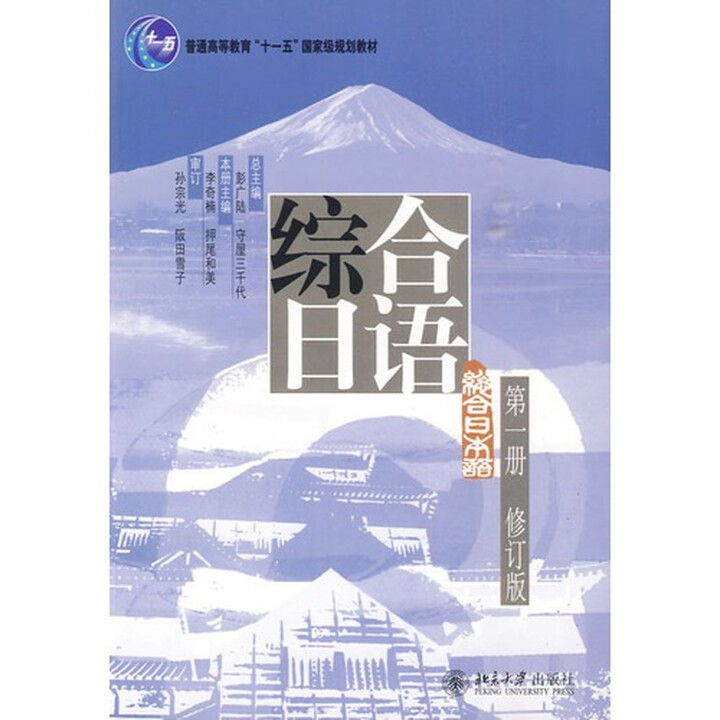 十一五
普通高等教育“十一五”国家级规划教材
总主编
彭广陆 守屋三千代
本册主编
李奇楠 押尾和美
审订
孙宗光 阪田雪子
综合
日语
総合日本語
第一册 修订版
北京大学出版社
PEKING UNIVERSITY PRESS